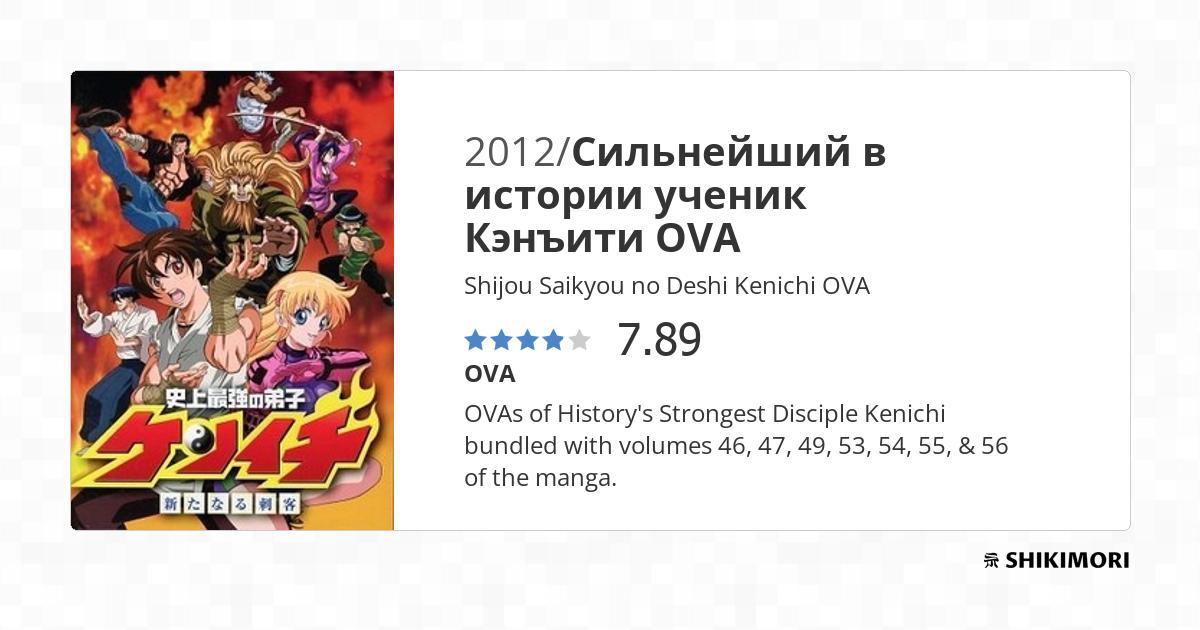 史上最強の弟子
ケンイチ
新たなる刺客
2012/Сильнейший в
истории ученик
Кэнъити OVA
Shijou Saikyou no Deshi Kenichi OVA
7.89
OVA
OVAs of History's Strongest Disciple Kenichi
bundled with volumes 46, 47, 49, 53, 54, 55, & 56
of the manga.
SHIKIMORI